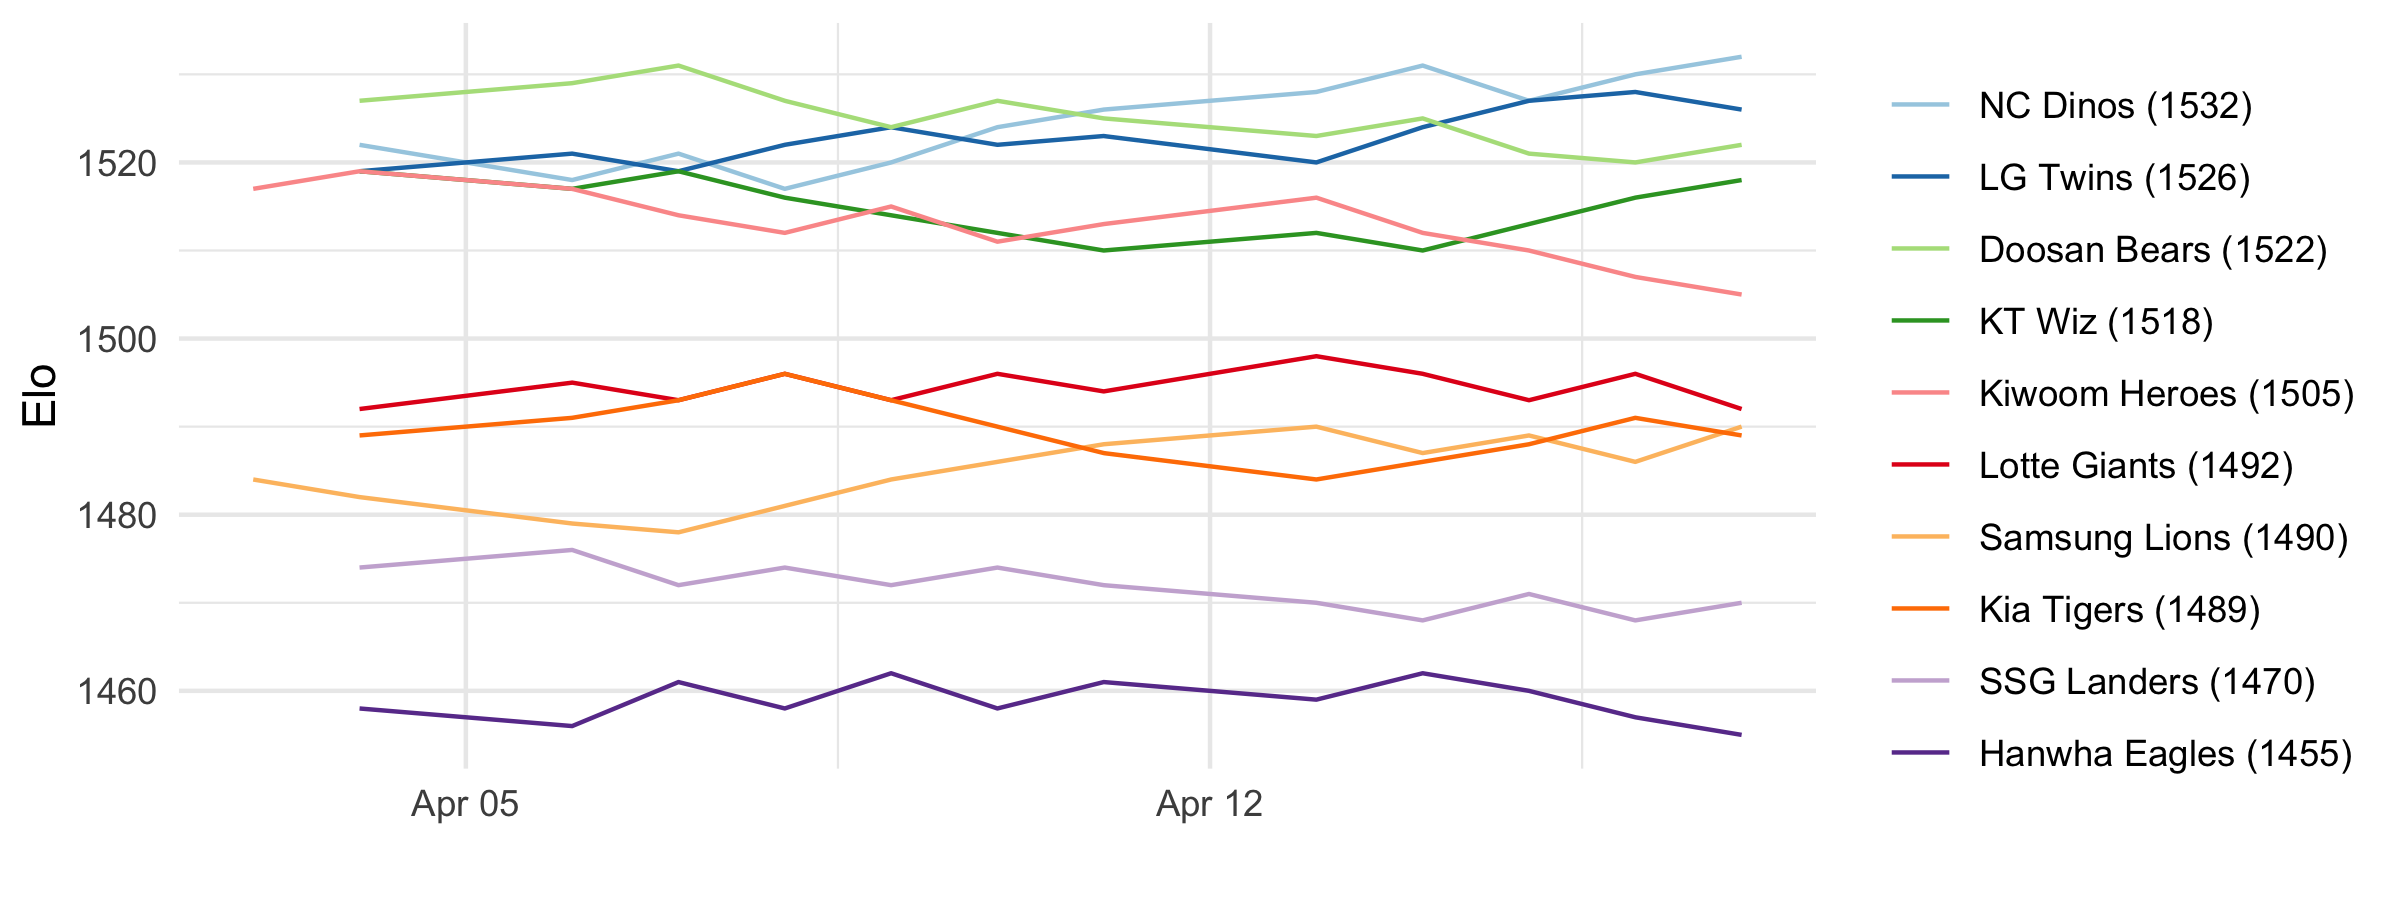 Elo
1520
1500
1480
1460
Apr 05
Apr 12
NC Dinos (1532)
LG Twins (1526)
Doosan Bears (1522)
KT Wiz (1518)
Kiwoom Heroes (1505)
Lotte Giants (1492)
Samsung Lions (1490)
Kia Tigers (1489)
SSG Landers (1470)
Hanwha Eagles (1455)